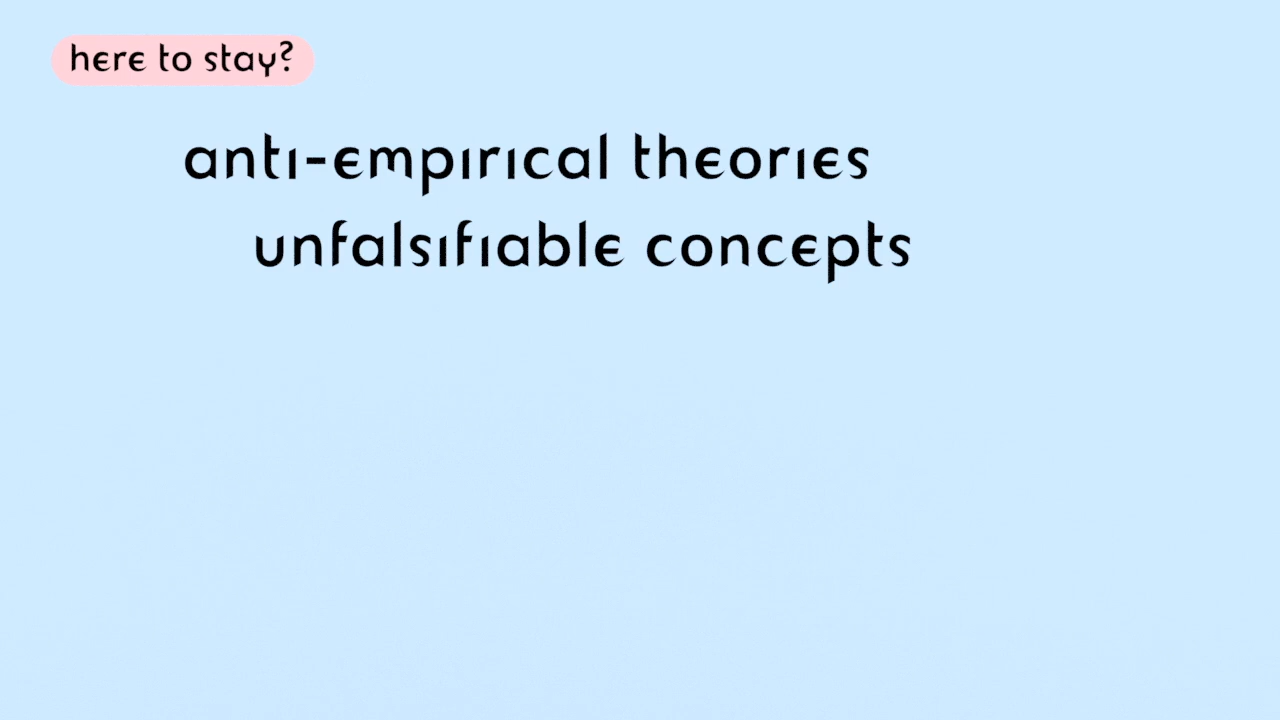 here to stay?
anti-empirical theories
unfalsifiable concepts